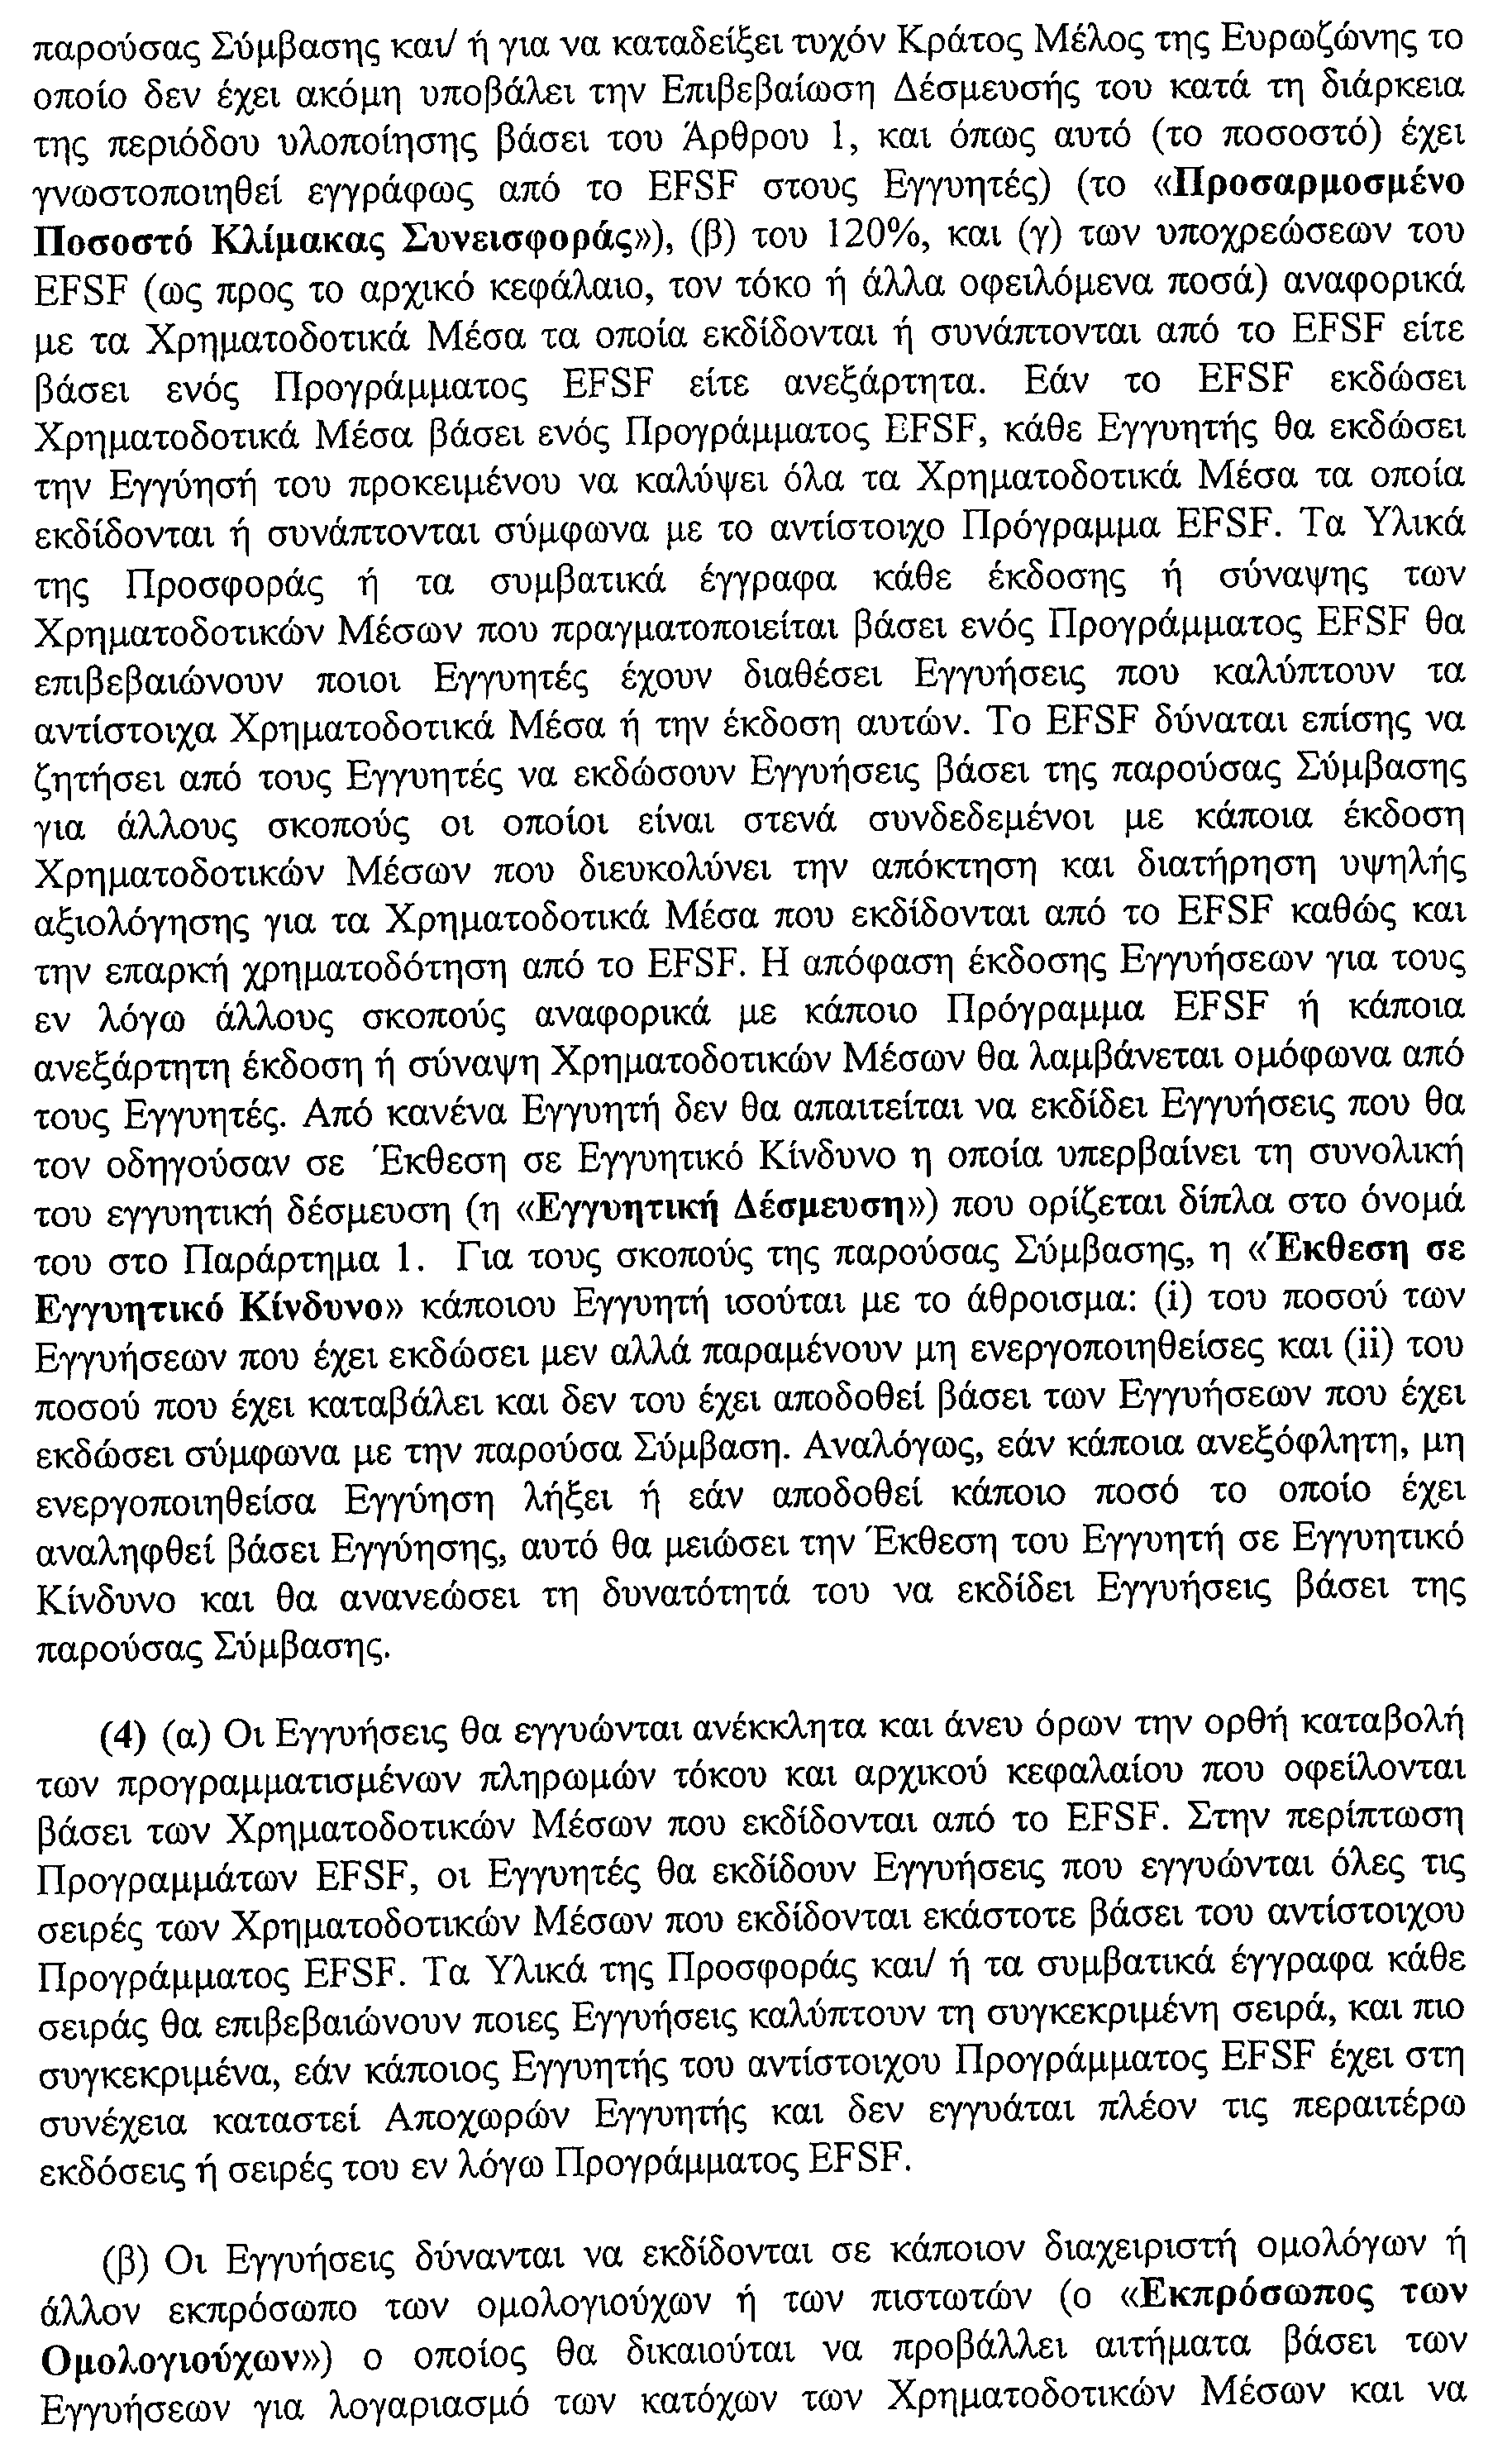 παρούσας Σύμβασης και/ ή για να καταδείξει τυχόν Κράτος Μέλος της Ευρωζώνης το
οποίο δεν έχει ακόμη υποβάλει την Επιβεβαίωση Δέσμευσής του κατά τη διάρκεια
της περιόδου υλοποίησης βάσει του Άρθρου 1, και όπως αυτό (το ποσοστό) έχει
γνωστοποιηθεί εγγράφως από το EFSF στους Εγγυητές) (το «Προσαρμοσμένο
Ποσοστό Κλίμακας Συνεισφοράς»), (β) του 120%, και (γ) των υποχρεώσεων του
EFSF (ως προς το αρχικό κεφάλαιο, τον τόκο ή άλλα οφειλόμενα ποσά) αναφορικά
με τα Χρηματοδοτικά Μέσα τα οποία εκδίδονται ή συνάπτονται από το EFSF είτε
βάσει ενός Προγράμματος EFSF είτε ανεξάρτητα. Εάν το EFSF εκδώσει
Χρηματοδοτικά Μέσα βάσει ενός Προγράμματος EFSF, κάθε Εγγυητής θα εκδώσει
την Εγγύησή του προκειμένου να καλύψει όλα τα Χρηματοδοτικά Μέσα τα οποία
εκδίδονται ή συνάπτονται σύμφωνα με το αντίστοιχο Πρόγραμμα EFSF. Τα Υλικά
της Προσφοράς ή τα συμβατικά έγγραφα κάθε έκδοσης ή σύναψης των
Χρηματοδοτικών Μέσων που πραγματοποιείται βάσει ενός Προγράμματος EFSF θα
επιβεβαιώνουν ποιοι Εγγυητές έχουν διαθέσει Εγγυήσεις που καλύπτουν τα
αντίστοιχα Χρηματοδοτικά Μέσα ή την έκδοση αυτών. Το EFSF δύναται επίσης να
ζητήσει από τους Εγγυητές να εκδώσουν Εγγυήσεις βάσει της παρούσας Σύμβασης
για άλλους σκοπούς οι οποίοι είναι στενά συνδεδεμένοι με κάποια έκδοση
Χρηματοδοτικών Μέσων που διευκολύνει την απόκτηση και διατήρηση υψηλής
αξιολόγησης για τα Χρηματοδοτικά Μέσα που εκδίδονται από το EFSF καθώς και
την επαρκή χρηματοδότηση από το EFSF. Η απόφαση έκδοσης Εγγυήσεων για τους
εν λόγω άλλους σκοπούς αναφορικά με κάποιο Πρόγραμμα EFSF ή κάποια
ανεξάρτητη έκδοση ή σύναψη Χρηματοδοτικών Μέσων θα λαμβάνεται ομόφωνα από
τους Εγγυητές. Από κανένα Εγγυητή δεν θα απαιτείται να εκδίδει Εγγυήσεις που θα
τον οδηγούσαν σε Έκθεση σε Εγγυητικό Κίνδυνο η οποία υπερβαίνει τη συνολική
του εγγυητική δέσμευση (η «Εγγυητική Δέσμευση») που ορίζεται δίπλα στο όνομά
του στο Παράρτημα 1. Για τους σκοπούς της παρούσας Σύμβασης, η «Έκθεση σε
Εγγυητικό Κίνδυνο» κάποιου Εγγυητή ισούται με το άθροισμα: (i) του ποσού των
Εγγυήσεων που έχει εκδώσει μεν αλλά παραμένουν μη ενεργοποιηθείσες και (ii) του
ποσού που έχει καταβάλει και δεν του έχει αποδοθεί βάσει των Εγγυήσεων που έχει
εκδώσει σύμφωνα με την παρούσα Σύμβαση. Αναλόγως, εάν κάποια ανεξόφλητη, μη
ενεργοποιηθείσα Εγγύηση λήξει ή εάν αποδοθεί κάποιο ποσό το οποίο έχει
αναληφθεί βάσει Εγγύησης, αυτό θα μειώσει την Έκθεση του Εγγυητή σε Εγγυητικό
Κίνδυνο και θα ανανεώσει τη δυνατότητά του να εκδίδει Εγγυήσεις βάσει της
παρούσας Σύμβασης.
(4) (α) Οι Εγγυήσεις θα εγγυώνται ανέκκλητα και άνευ όρων την ορθή καταβολή
των προγραμματισμένων πληρωμών τόκου και αρχικού κεφαλαίου που οφείλονται
βάσει των Χρηματοδοτικών Μέσων που εκδίδονται από το EFSF. Στην περίπτωση
Προγραμμάτων EFSF, οι Εγγυητές θα εκδίδουν Εγγυήσεις που εγγυώνται όλες τις
σειρές των Χρηματοδοτικών Μέσων που εκδίδονται εκάστοτε βάσει του αντίστοιχου
Προγράμματος EFSF. Τα Υλικά της Προσφοράς και/ ή τα συμβατικά έγγραφα κάθε
σειράς θα επιβεβαιώνουν ποιες Εγγυήσεις καλύπτουν τη συγκεκριμένη σειρά, και πιο
συγκεκριμένα, εάν κάποιος Εγγυητής του αντίστοιχου Προγράμματος EFSF έχει στη
συνέχεια καταστεί Αποχωρών Εγγυητής και δεν εγγυάται πλέον τις περαιτέρω
εκδόσεις ή σειρές του εν λόγω Προγράμματος EFSF.
(β) Οι Εγγυήσεις δύνανται να εκδίδονται σε κάποιον διαχειριστή ομολόγων ή
άλλον εκπρόσωπο των ομολογιούχων ή των πιστωτών (ο «Εκπρόσωπος των
Ομολογιούχων») ο οποίος θα δικαιούται να προβάλλει αιτήματα βάσει των
Εγγυήσεων για λογαριασμό των κατόχων των Χρηματοδοτικών Μέσων και να